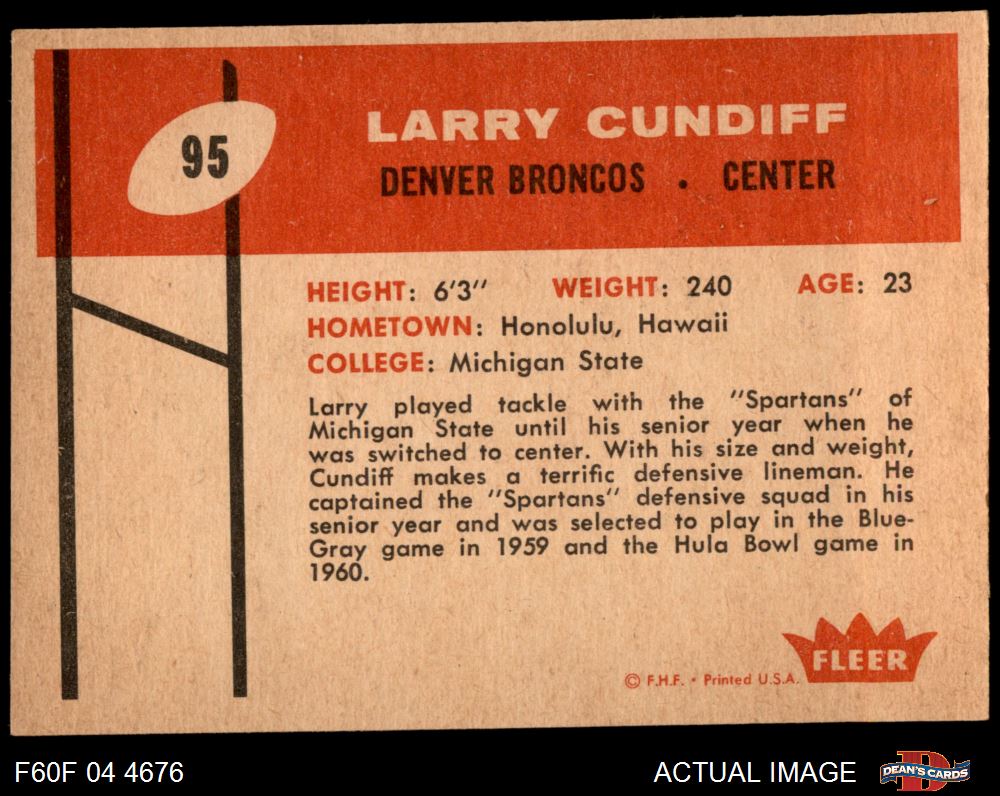 95
LARRY CUNDIFF
DENVER BRONCOS . CENTER
HEIGHT: 6'3" WEIGHT: 240 AGE: 23
HOMETOWN: Honolulu, Hawaii
COLLEGE: Michigan State
Larry played tackle with the "Spartans" of
Michigan State until his senior year when he
was switched to center. With his size and weight,
Cundiff makes a terrific defensive lineman. He
captained the "Spartans" defensive squad in his
senior year and was selected to play in the Blue-
Gray game in 1959 and the Hula Bowl game in
1960.
FLEER
© F.H.F. • Printed U.S.A.
F60F 04 4676
ACTUAL IMAGE
D
DEAN'S CARDS